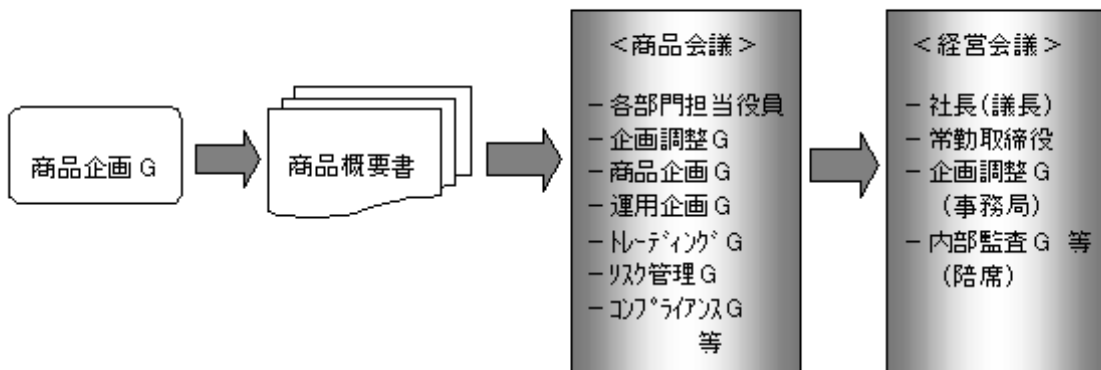 商品企画G
商品概要書
<商品会議>
-各部門担当役員
-企画調整G
-商品企画G
-運用企画G
-トレーディングG
-リスク管理G
-コンプライアンスG
等
<経営会議>
-社長(議長)
-常勤取締役
-企画調整G
(事務局)
-内部監査G 等
(陪席)